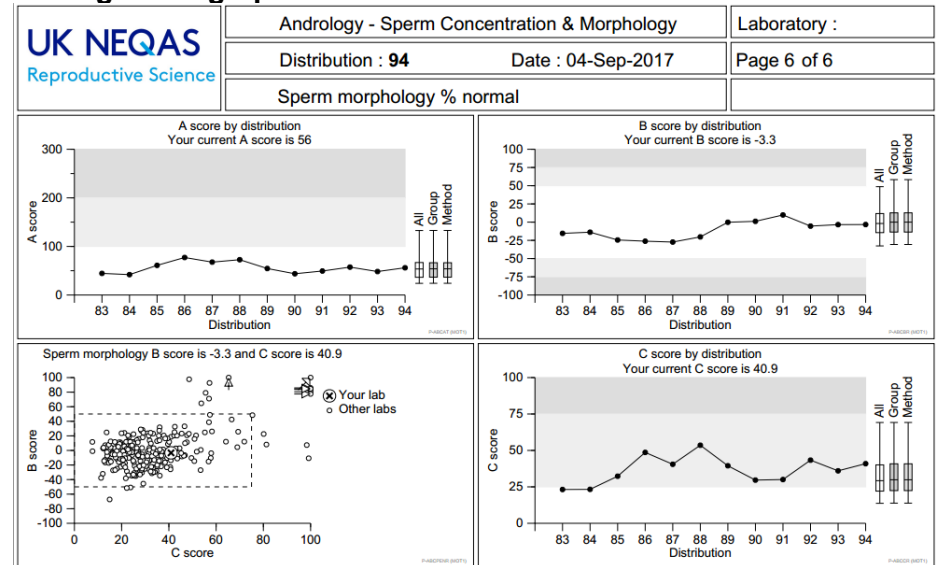 UK NEQAS
Reproductive Science
Andrology - Sperm Concentration & Morphology
Laboratory :
Distribution : 94
Date : 04-Sep-2017
Page 6 of 6
Sperm morphology % normal
A score by distribution
Your current A score is 56
300
200
100
0
A score
83 84 85 86 87 88 89 90 91 92 93 94
Distribution
All
Group
Method
P-ABCAT (MOT1)
B score by distribution
Your current B score is -3.3
100
75
50
25
0
-25
-50
-75
-100
B score
83 84 85 86 87 88 89 90 91 92 93 94
Distribution
All
Group
Method
Sperm morphology B score is -3.3 and C score is 40.9
100
80
60
40
20
0
-20
-40
-60
-80
-100
B score
0 20 40 60 80 100
C score
Your lab
Other labs
C score by distribution
Your current C score is 40.9
100
75
50
25
0
C score
83 84 85 86 87 88 89 90 91 92 93 94
Distribution
All
Group
Method